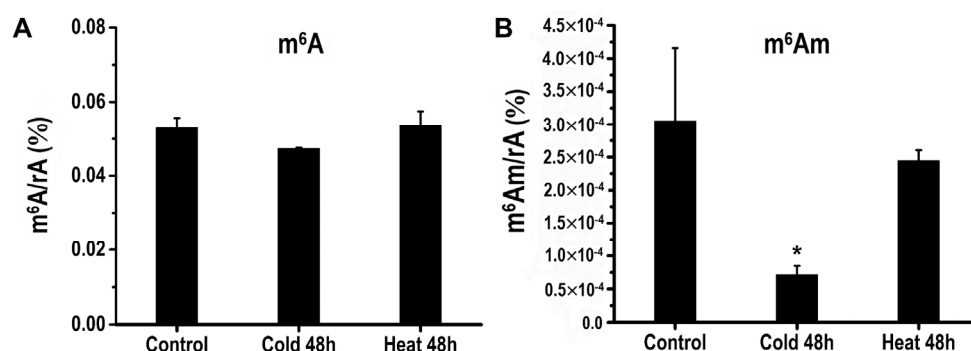 A
m⁶A
m⁶A/rA (%)
0.08
0.06
0.04
0.02
0.00
Control
Cold 48h
Heat 48h
B
m⁶Am
m⁶Am/rA (%)
4.5×10⁻⁴
4.0×10⁻⁴
3.5×10⁻⁴
3.0×10⁻⁴
2.5×10⁻⁴
2.0×10⁻⁴
1.5×10⁻⁴
1.0×10⁻⁴
0.5×10⁻⁴
0.0
*
Control
Cold 48h
Heat 48h